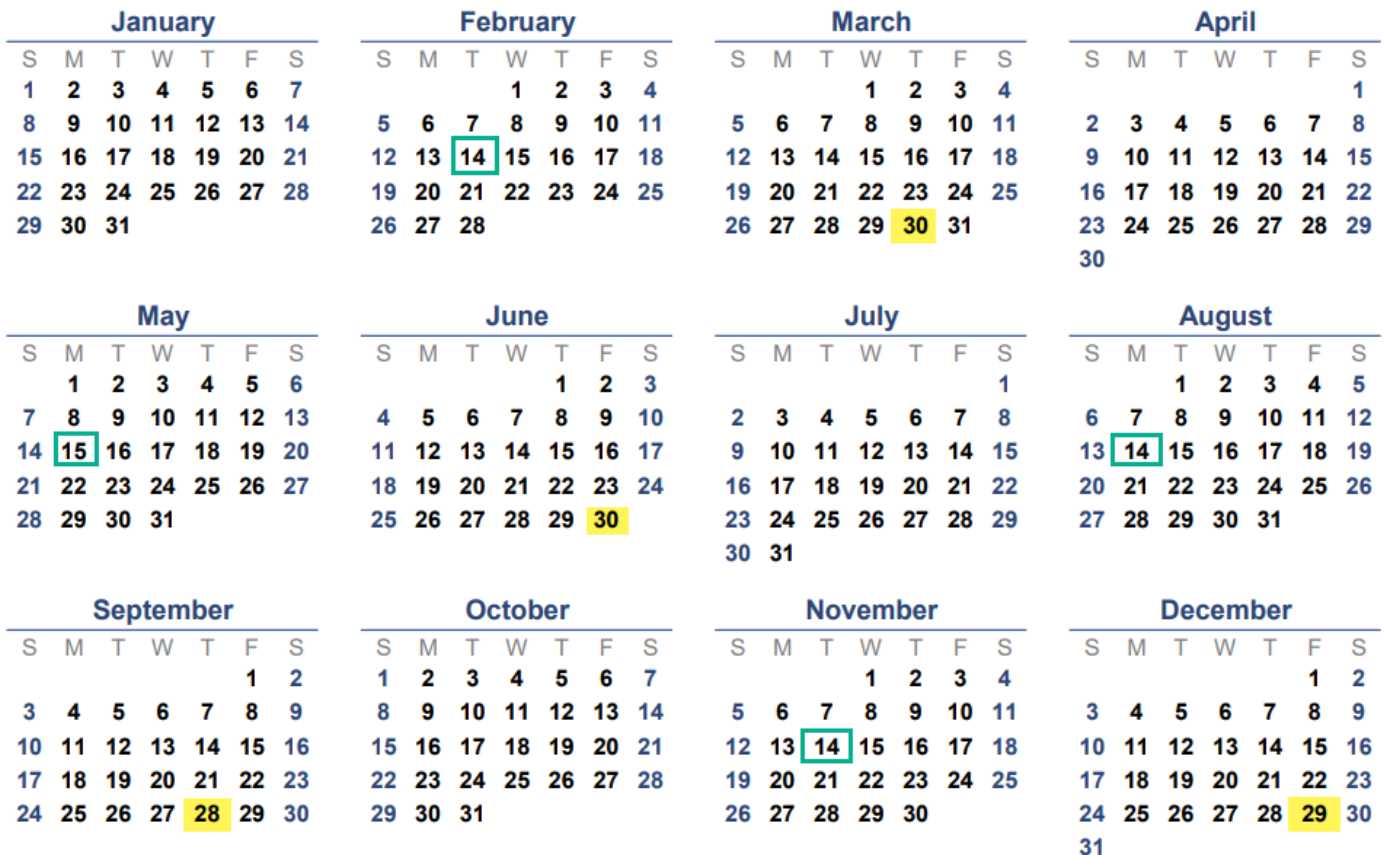 January February March April
S M T W T F S S M T W T F S S M T W T F S S M T W T F S
1 2 3 4 5 6 7 1 2 3 4 1 2 3 4 1
8 9 10 11 12 13 14 5 6 7 8 9 10 11 5 6 7 8 9 10 11 2 3 4 5 6 7 8
15 16 17 18 19 20 21 12 13 14 15 16 17 18 12 13 14 15 16 17 18 9 10 11 12 13 14 15
22 23 24 25 26 27 28 19 20 21 22 23 24 25 19 20 21 22 23 24 25 16 17 18 19 20 21 22
29 30 31 26 27 28 26 27 28 29 30 31 23 24 25 26 27 28 29
30
May June July August
S M T W T F S S M T W T F S S M T W T F S S M T W T F S
1 2 3 4 5 6 1 2 3 1 1 2 3 4 5
7 8 9 10 11 12 13 4 5 6 7 8 9 10 2 3 4 5 6 7 8 6 7 8 9 10 11 12
14 15 16 17 18 19 20 11 12 13 14 15 16 17 9 10 11 12 13 14 15 13 14 15 16 17 18 19
21 22 23 24 25 26 27 18 19 20 21 22 23 24 16 17 18 19 20 21 22 20 21 22 23 24 25 26
28 29 30 31 25 26 27 28 29 30 23 24 25 26 27 28 29 27 28 29 30 31
30 31
September October November December
S M T W T F S S M T W T F S S M T W T F S S M T W T F S
1 2 1 2 3 4 5 6 7 1 2 3 4 1 2
3 4 5 6 7 8 9 8 9 10 11 12 13 14 5 6 7 8 9 10 11 3 4 5 6 7 8 9
10 11 12 13 14 15 16 15 16 17 18 19 20 21 12 13 14 15 16 17 18 10 11 12 13 14 15 16
17 18 19 20 21 22 23 22 23 24 25 26 27 28 19 20 21 22 23 24 25 17 18 19 20 21 22 23
24 25 26 27 28 29 30 29 30 31 26 27 28 29 30 24 25 26 27 28 29 30
31